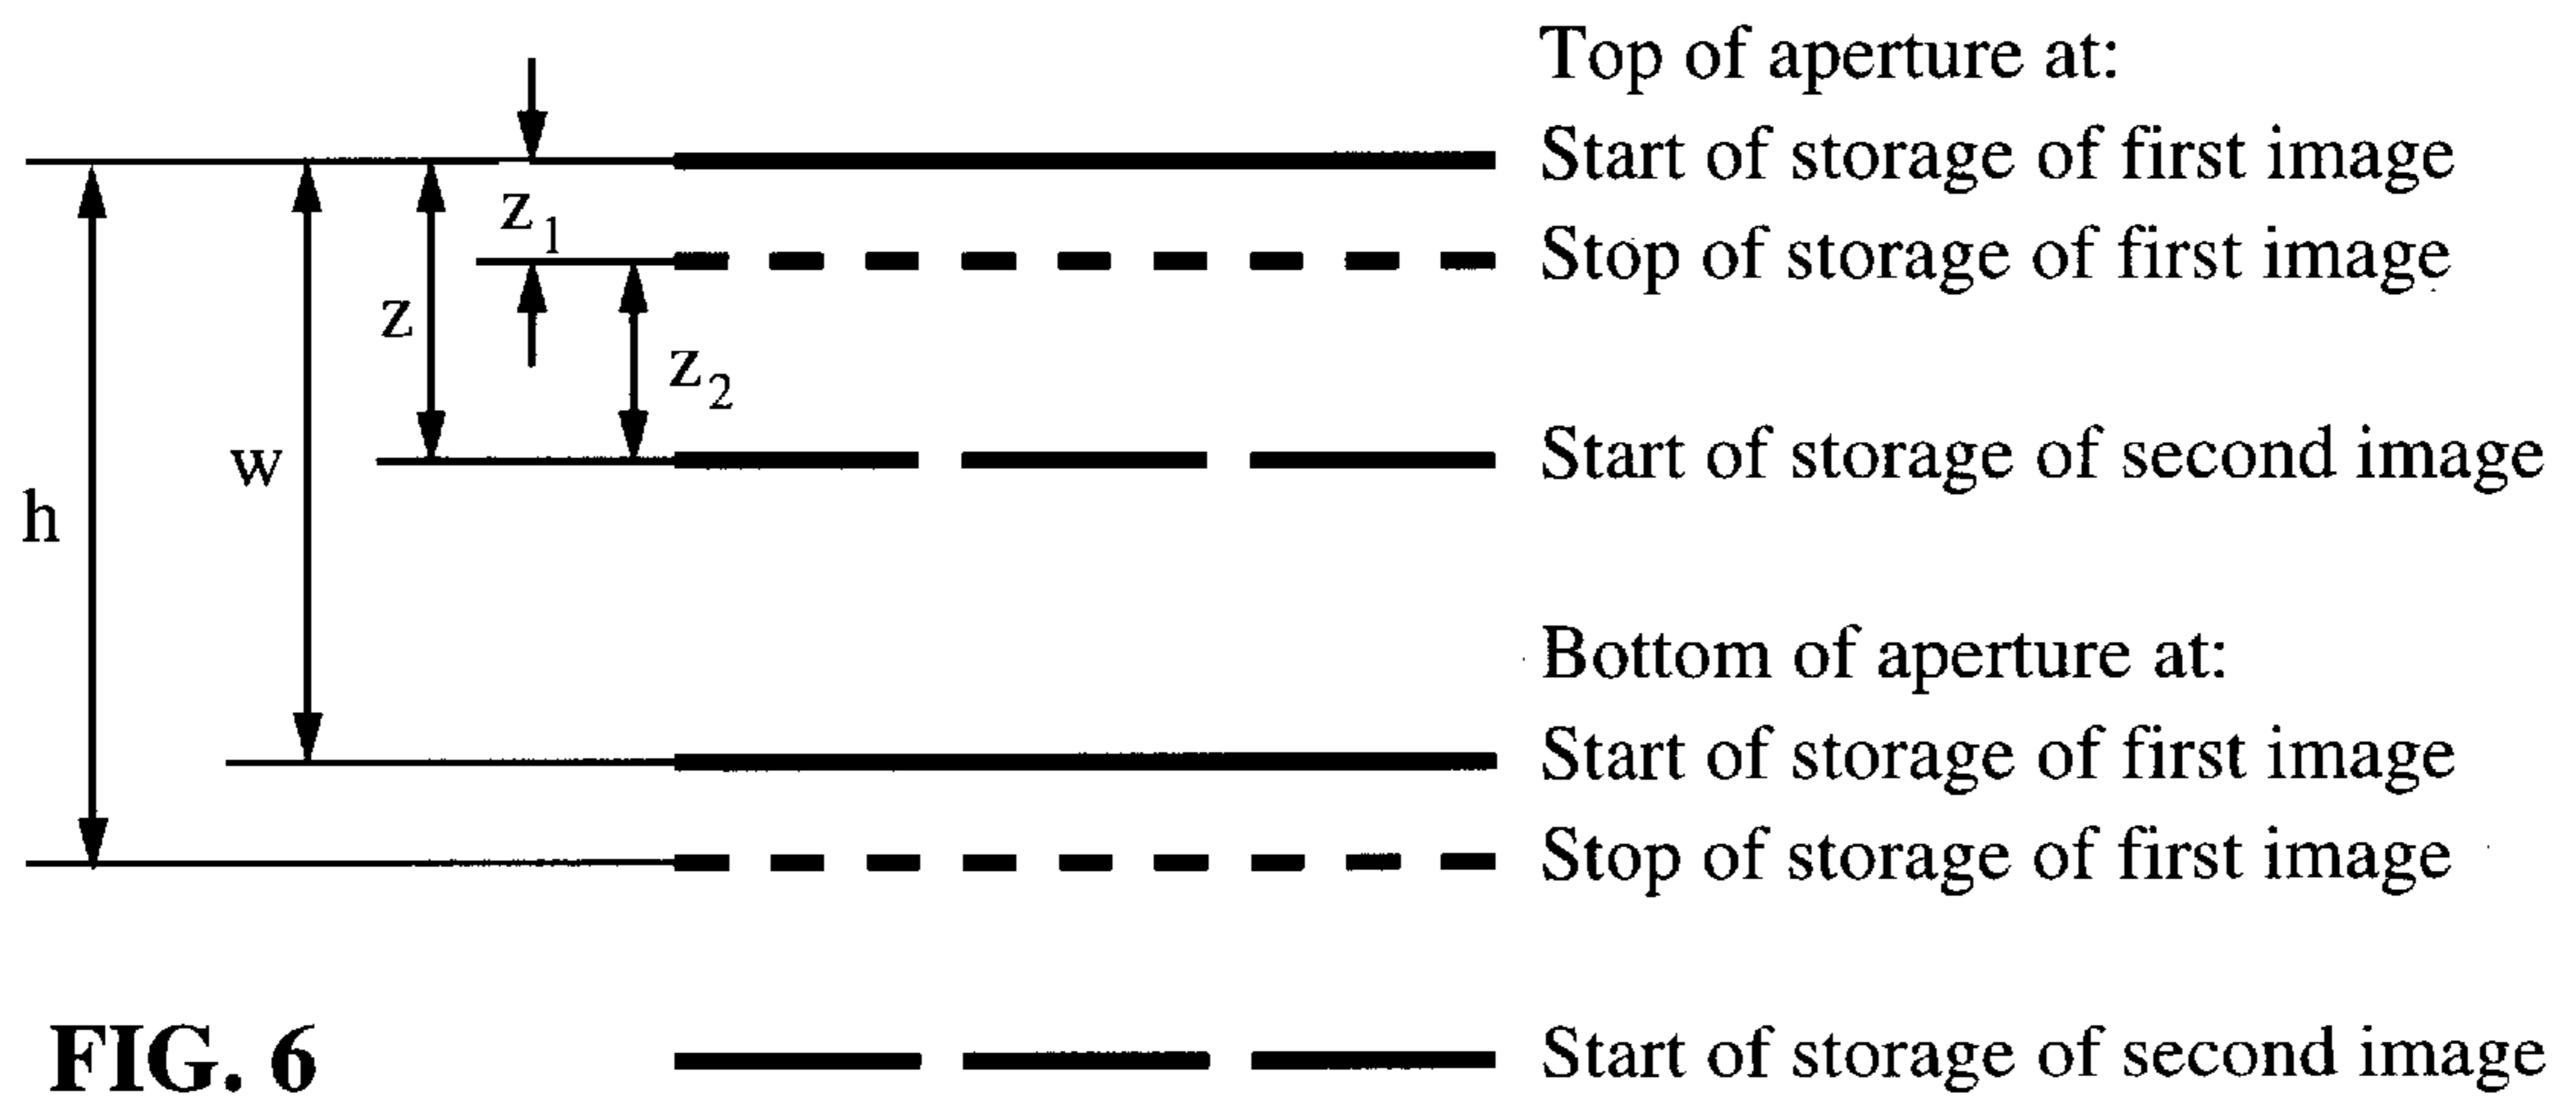 Top of aperture at:
Start of storage of first image
z1
Stop of storage of first image
z
z2
w
Start of storage of second image
h
Bottom of aperture at:
Start of storage of first image
Stop of storage of first image
FIG. 6
Start of storage of second image